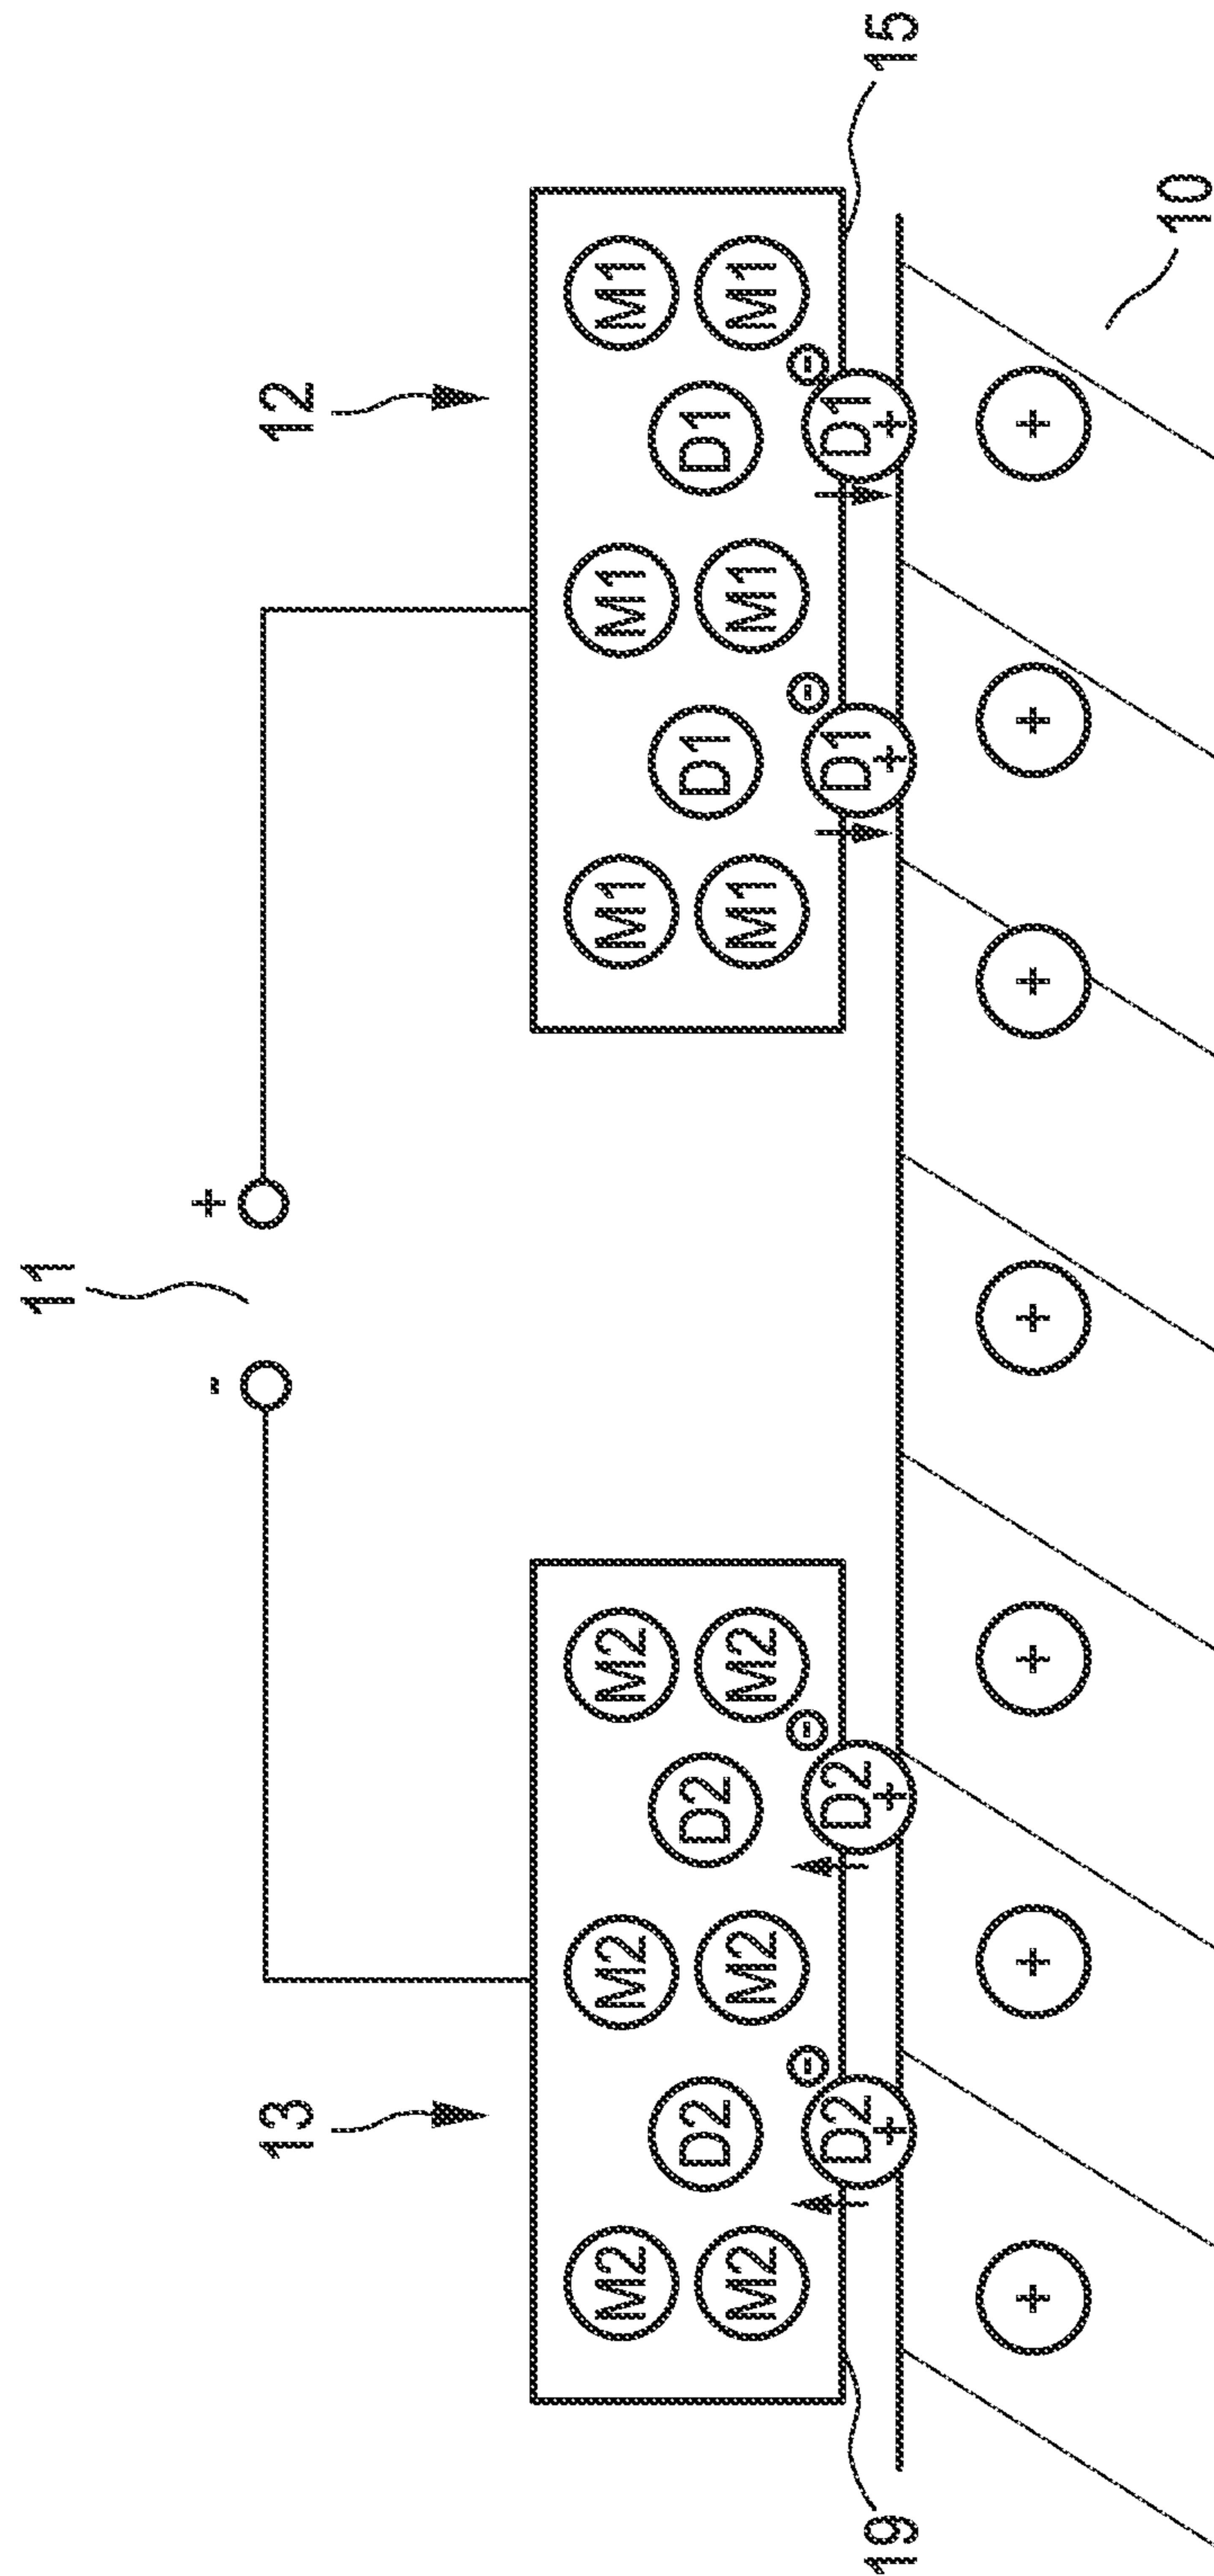 11
- +
13 12
M2 M2 M2 M1 M1 M1
D2 D2 D1 D1
M2 M2 M2 M1 M1 M1
- - - -
D2 D2 D1 D1
+ + + +
19 15
+ + + + + + +
10